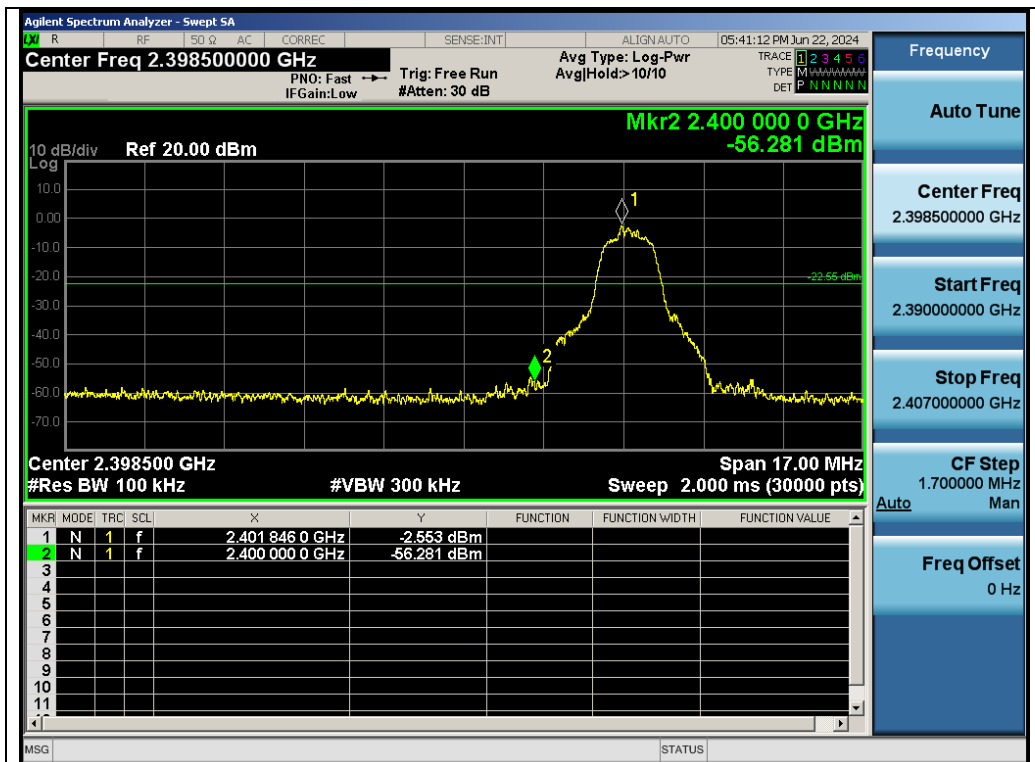 Agilent Spectrum Analyzer - Swept SA
LXI R RF 50 Ω AC CORREC SENSE:INT ALIGN AUTO 05:41:12 PM Jun 22, 2024
Center Freq 2.398500000 GHz
PNO: Fast
IFGain:Low
Trig: Free Run
#Atten: 30 dB
Avg Type: Log-Pwr
Avg|Hold:>10/10
TRACE 1 2 3 4 5 6
TYPE M
DET P N N N N N
Mkr2 2.400 000 0 GHz
-56.281 dBm
10 dB/div Ref 20.00 dBm
Log
10.0
0.00
-10.0
-20.0
-30.0
-40.0
-50.0
-60.0
-70.0
1
-22.55 dBm
2
Center 2.398500 GHz Span 17.00 MHz
#Res BW 100 kHz #VBW 300 kHz Sweep 2.000 ms (30000 pts)
MKR MODE TRC SCL X Y FUNCTION FUNCTION WIDTH FUNCTION VALUE
1 N 1 f 2.401 846 0 GHz -2.553 dBm
2 N 1 f 2.400 000 0 GHz -56.281 dBm
3
4
5
6
7
8
9
10
11
MSG STATUS
Frequency
Auto Tune
Center Freq
2.398500000 GHz
Start Freq
2.390000000 GHz
Stop Freq
2.407000000 GHz
CF Step
1.700000 MHz
Auto Man
Freq Offset
0 Hz